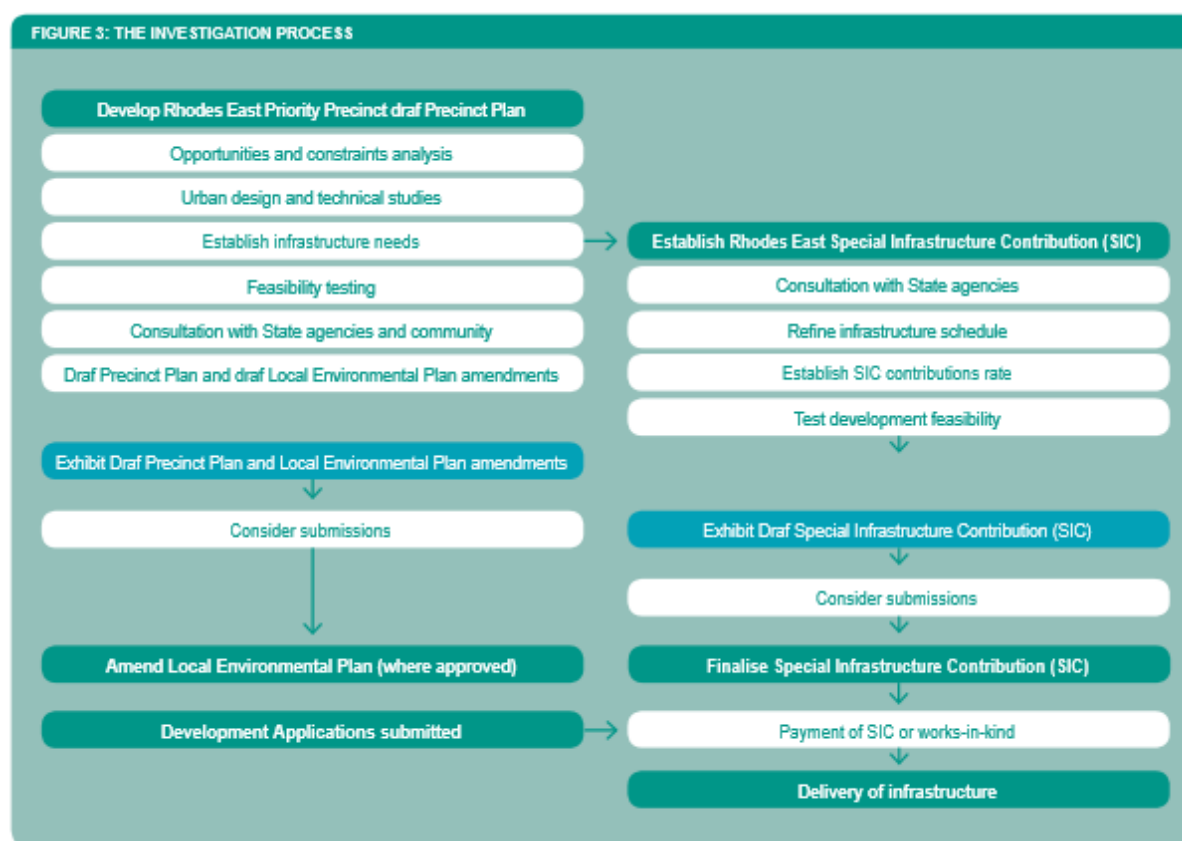 FIGURE 3: THE INVESTIGATION PROCESS
Develop Rhodes East Priority Precinct draf Precinct Plan
Opportunities and constraints analysis
Urban design and technical studies
Establish infrastructure needs
Feasibility testing
Consultation with State agencies and community
Draf Precinct Plan and draf Local Environmental Plan amendments
Exhibit Draf Precinct Plan and Local Environmental Plan amendments
Consider submissions
Amend Local Environmental Plan (where approved)
Development Applications submitted
Establish Rhodes East Special Infrastructure Contribution (SIC)
Consultation with State agencies
Refine infrastructure schedule
Establish SIC contributions rate
Test development feasibility
Exhibit Draf Special Infrastructure Contribution (SIC)
Consider submissions
Finalise Special Infrastructure Contribution (SIC)
Payment of SIC or works-in-kind
Delivery of infrastructure